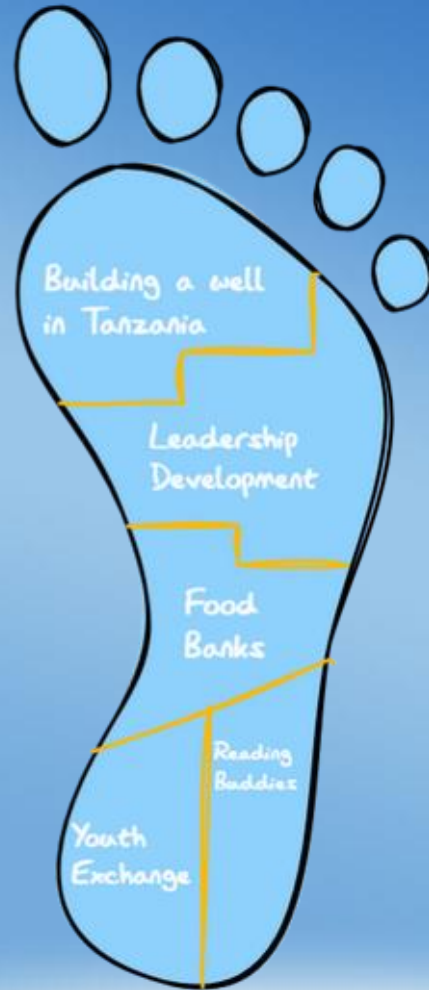 Building a well
in Tanzania
Leadership
Development
Food
Banks
Reading
Buddies
Youth
Exchange